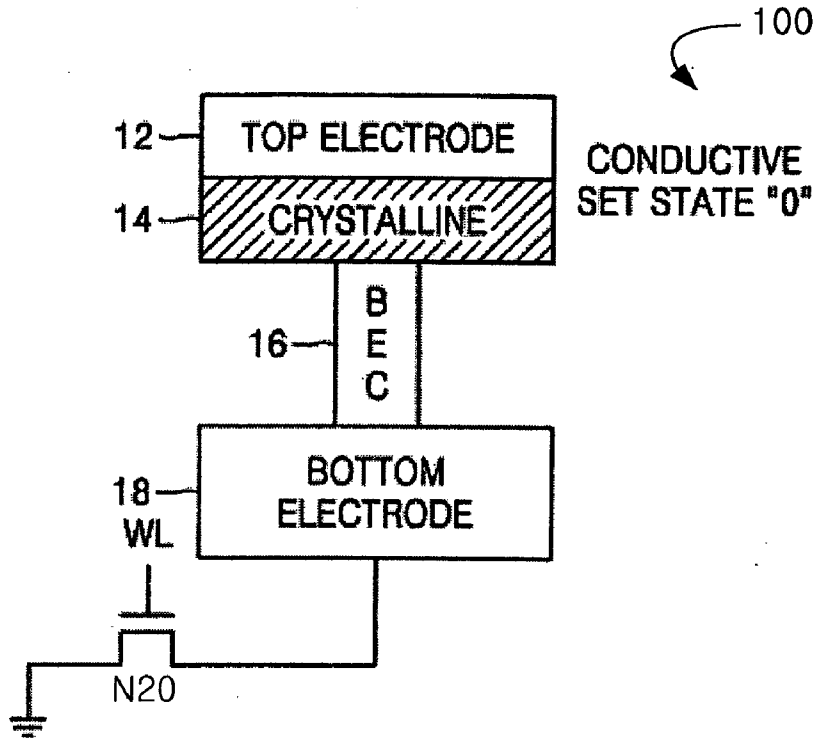 100
12
TOP ELECTRODE
CONDUCTIVE
SET STATE "0"
14
CRYSTALLINE
16
B
E
C
18
BOTTOM
ELECTRODE
WL
N20